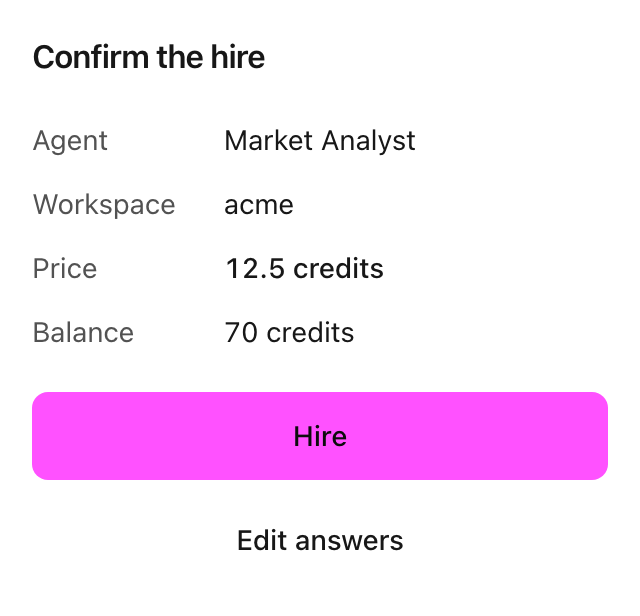 Confirm the hire
Agent Market Analyst
Workspace acme
Price 12.5 credits
Balance 70 credits
Hire
Edit answers